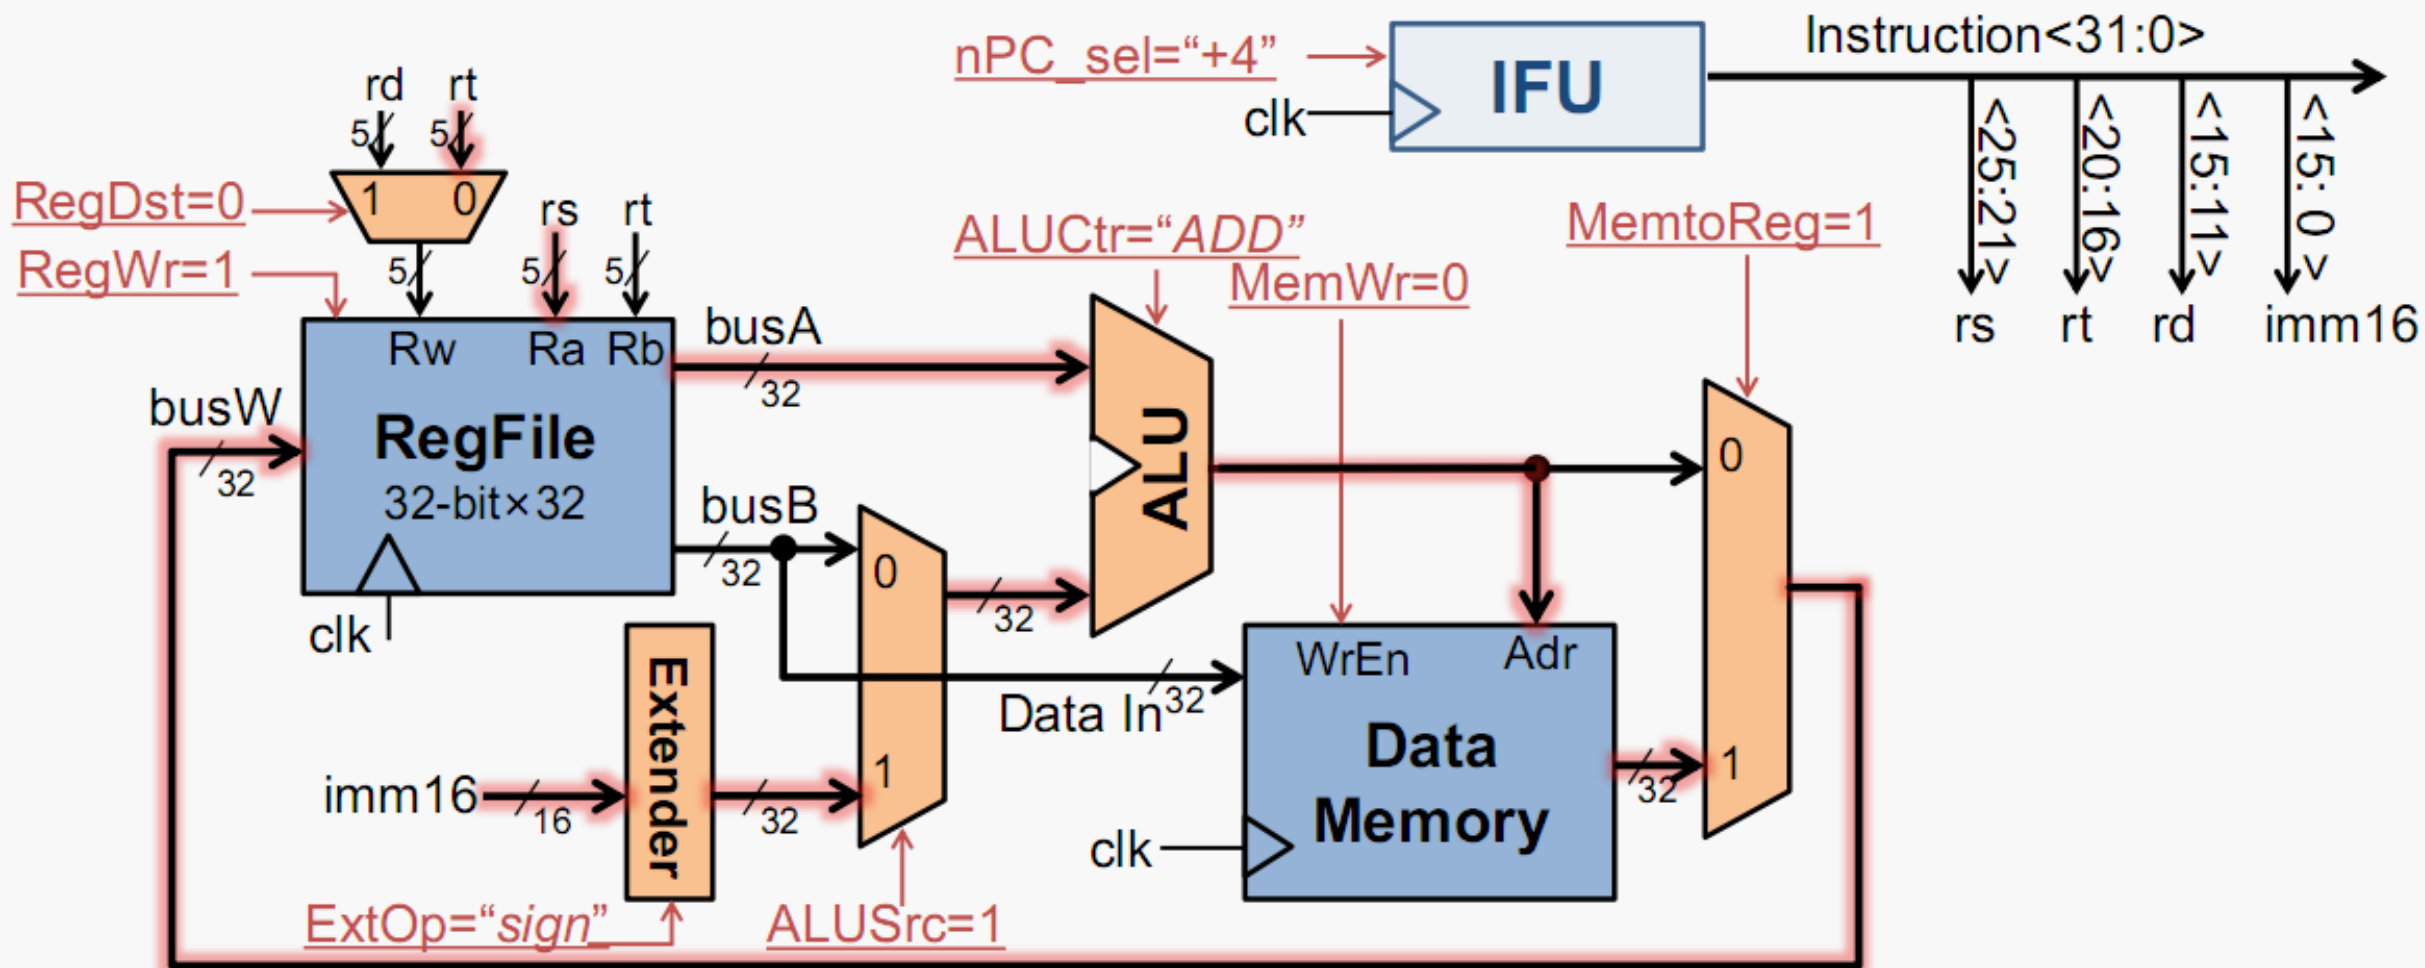 Instruction<31:0>
nPC_sel=“+4”
IFU
clk
rd
rt
5
5
1
0
<25:21>
<20:16>
<15:11>
<15: 0 >
RegDst=0
rs
rt
MemtoReg=1
ALUCtr=“ADD”
RegWr=1
5
5
5
MemWr=0
rs
rt
rd
imm16
busA
Rw
Ra
Rb
32
busW
RegFile
ALU
0
32
32-bit×32
busB
32
0
32
clk
Extender
WrEn
Adr
Data In
32
Data
Memory
1
32
1
imm16
16
32
clk
ExtOp=“sign”
ALUSrc=1